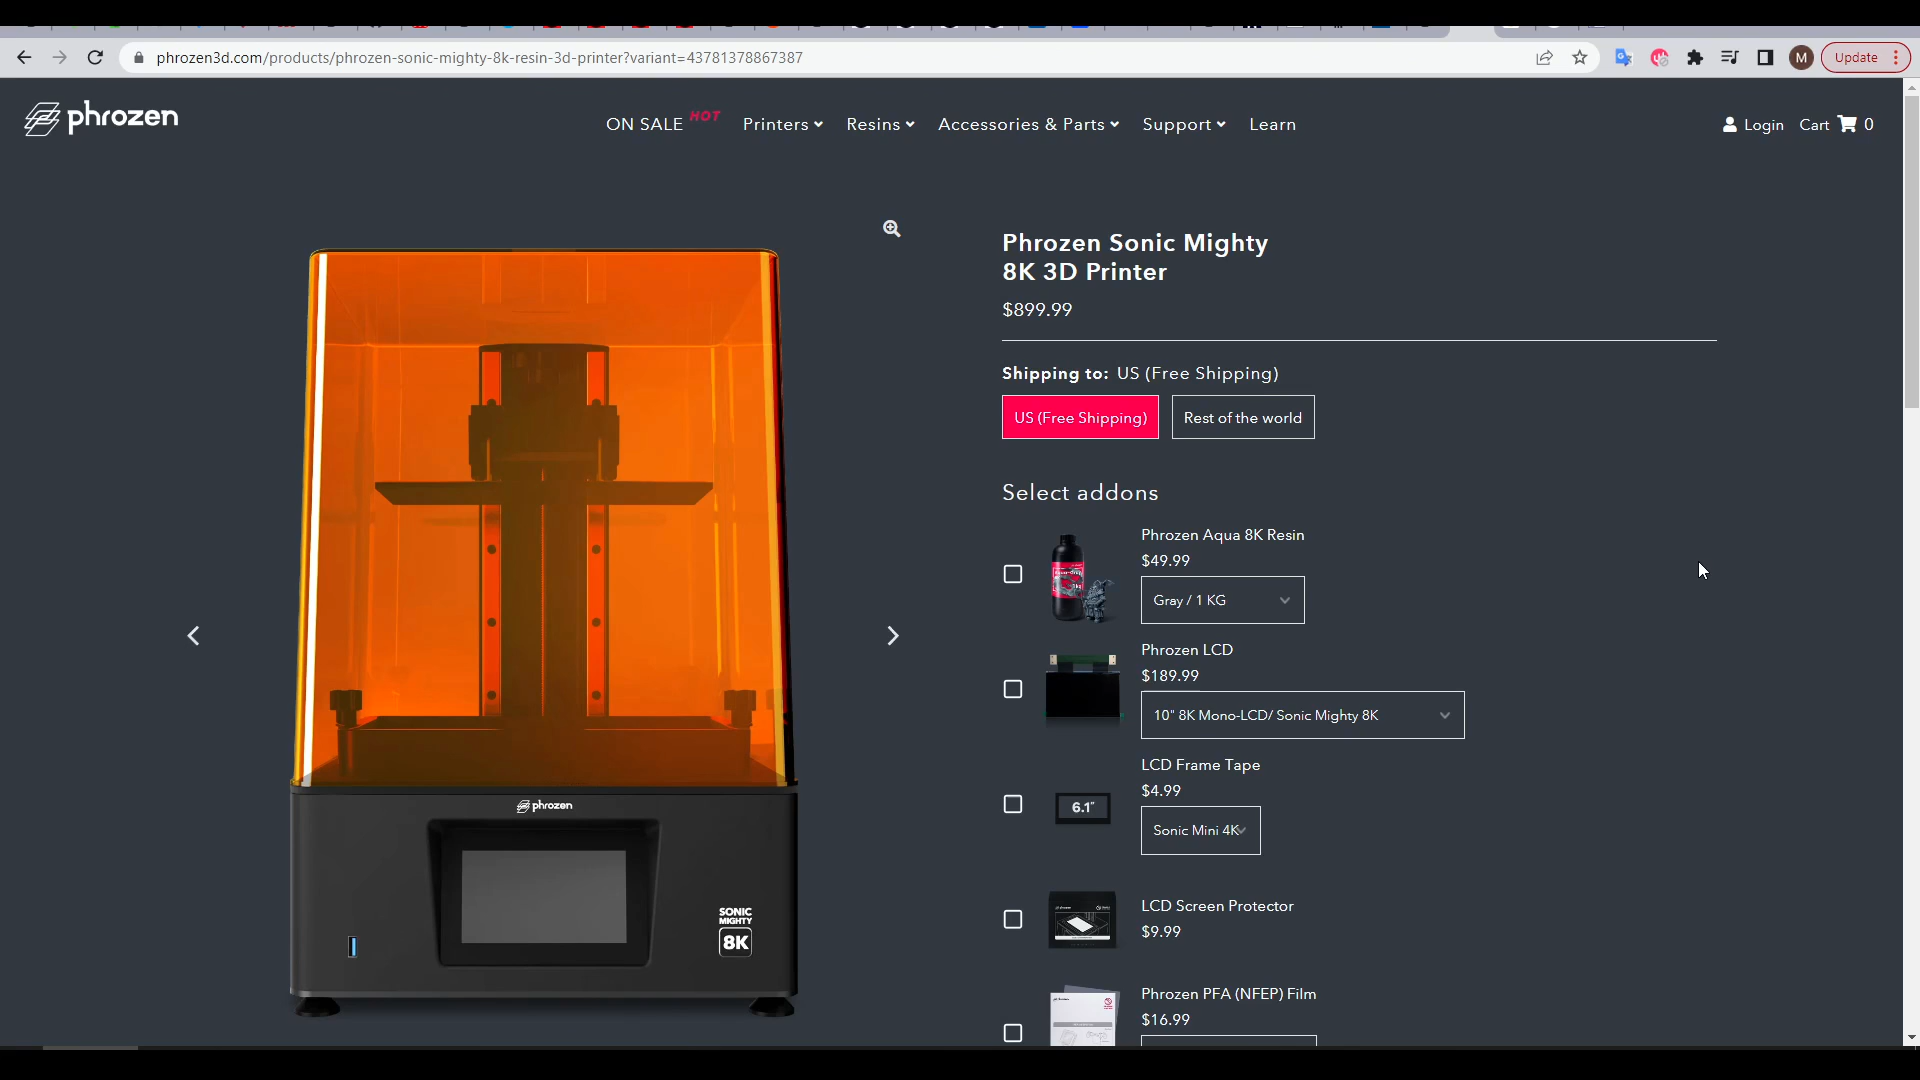 phrozen3d.com/products/phrozen-sonic-mighty-8k-resin-3d-printer?variant=43781378867387
M
Update
phrozen
ON SALE HOT
Printers
Resins
Accessories & Parts
Support
Learn
Login
Cart
0
Phrozen Sonic Mighty
8K 3D Printer
$899.99
Shipping to: US (Free Shipping)
US (Free Shipping)
Rest of the world
Select addons
Phrozen Aqua 8K Resin
$49.99
Gray / 1 KG
Phrozen LCD
$189.99
10" 8K Mono-LCD/ Sonic Mighty 8K
LCD Frame Tape
$4.99
6.1"
Sonic Mini 4K
LCD Screen Protector
$9.99
Phrozen PFA (NFEP) Film
$16.99
phrozen
SONIC
MIGHTY
8K